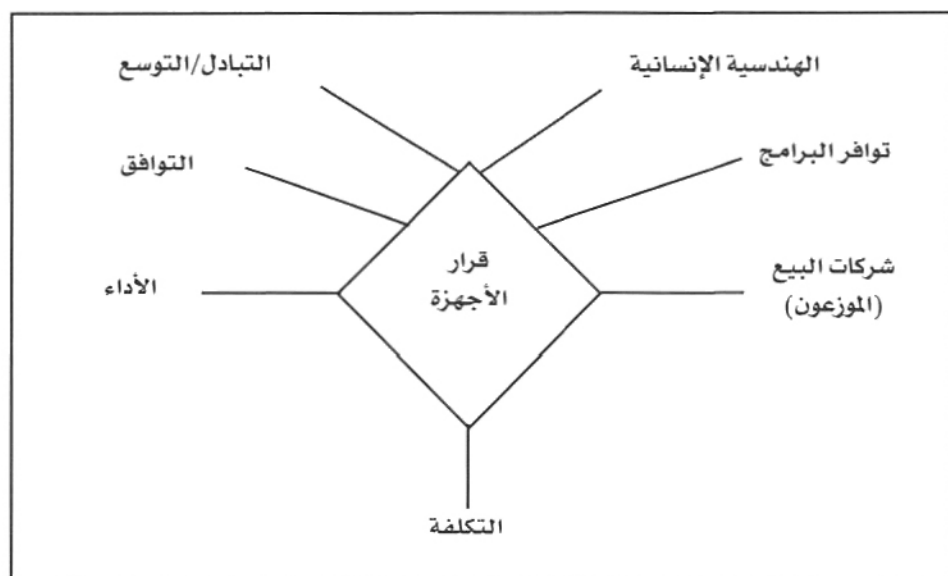 الهندسية الإنسانية
التبادل/التوسع
توافر البرامج
التوافق
قرار
الأجهزة
شركات البيع
(الموزعون)
الأداء
التكلفة